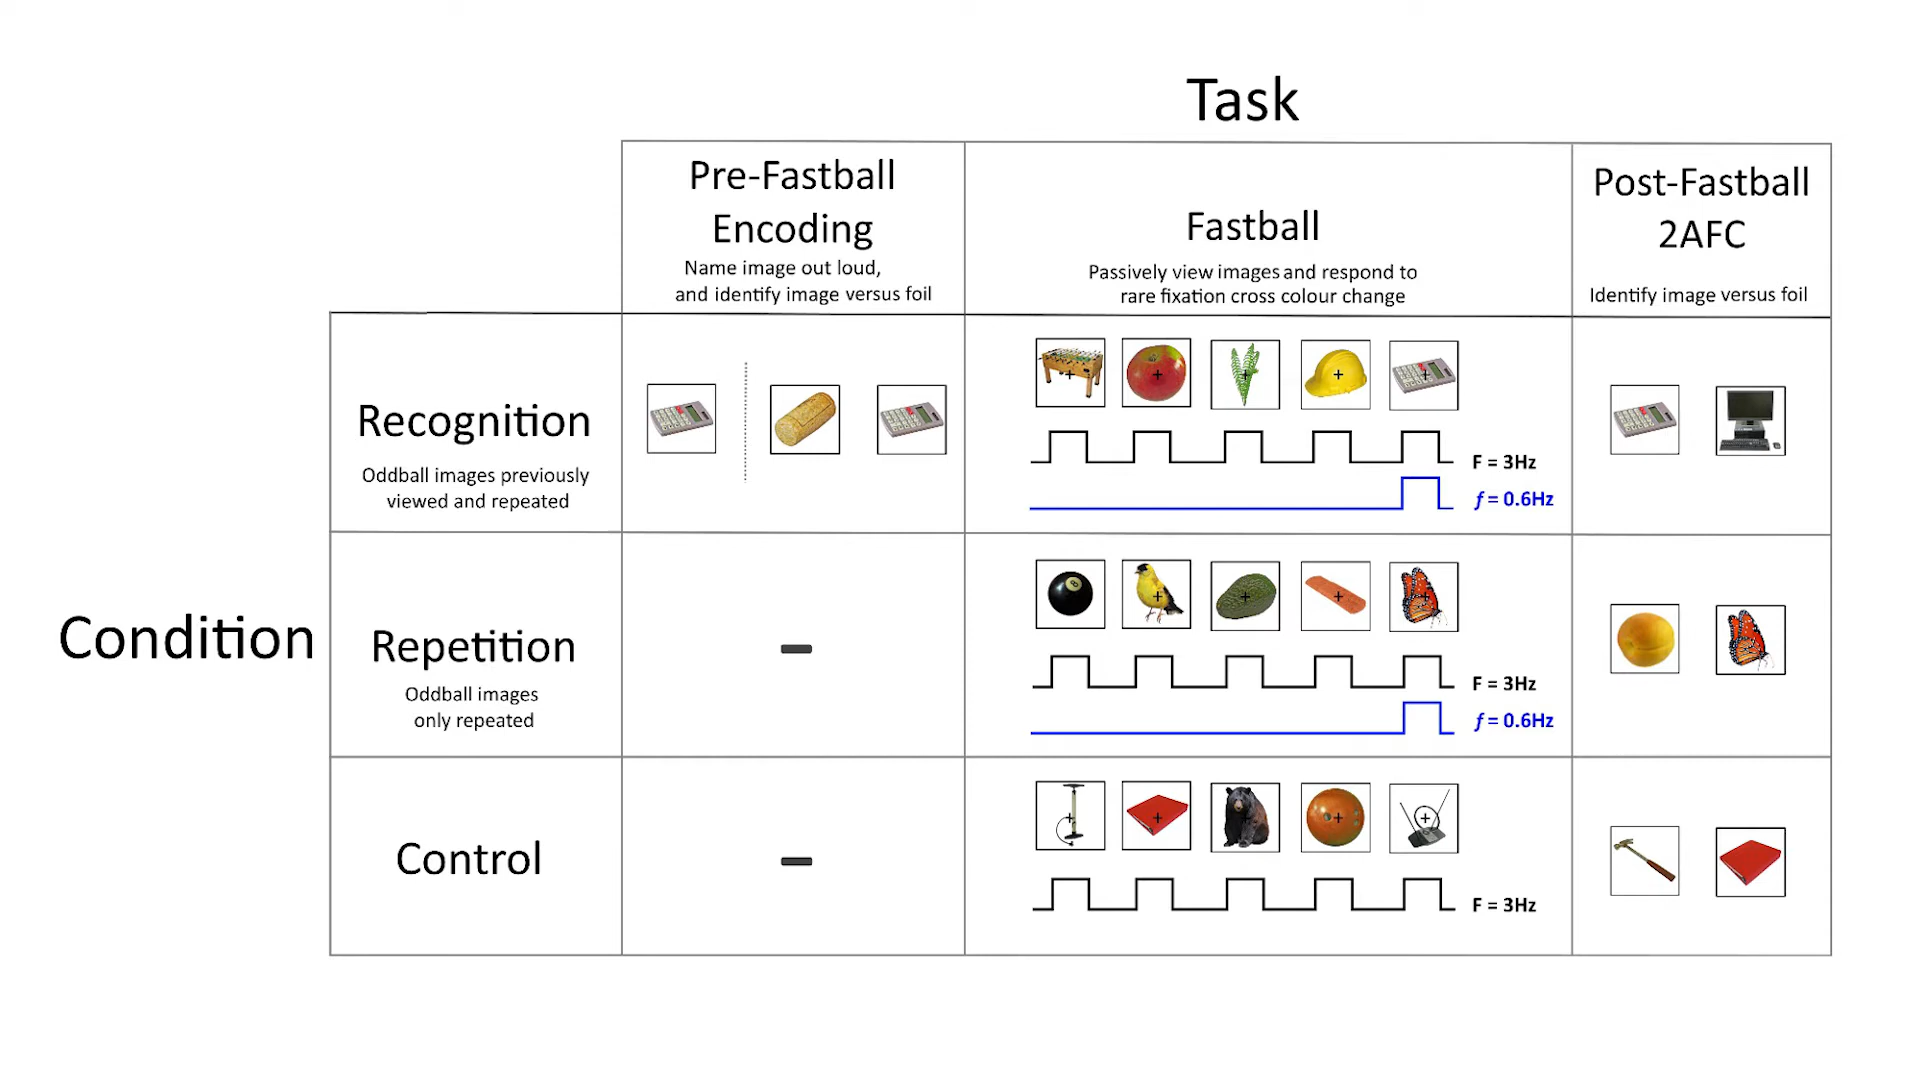 Task
Pre-Fastball
Encoding
Name image out loud,
and identify image versus foil
Fastball
Passively view images and respond to
rare fixation cross colour change
Post-Fastball
2AFC
Identify image versus foil
Condition
Recognition
Oddball images previously
viewed and repeated
F = 3Hz
f = 0.6Hz
Repetition
Oddball images
only repeated
-
8
F = 3Hz
f = 0.6Hz
Control
-
F = 3Hz